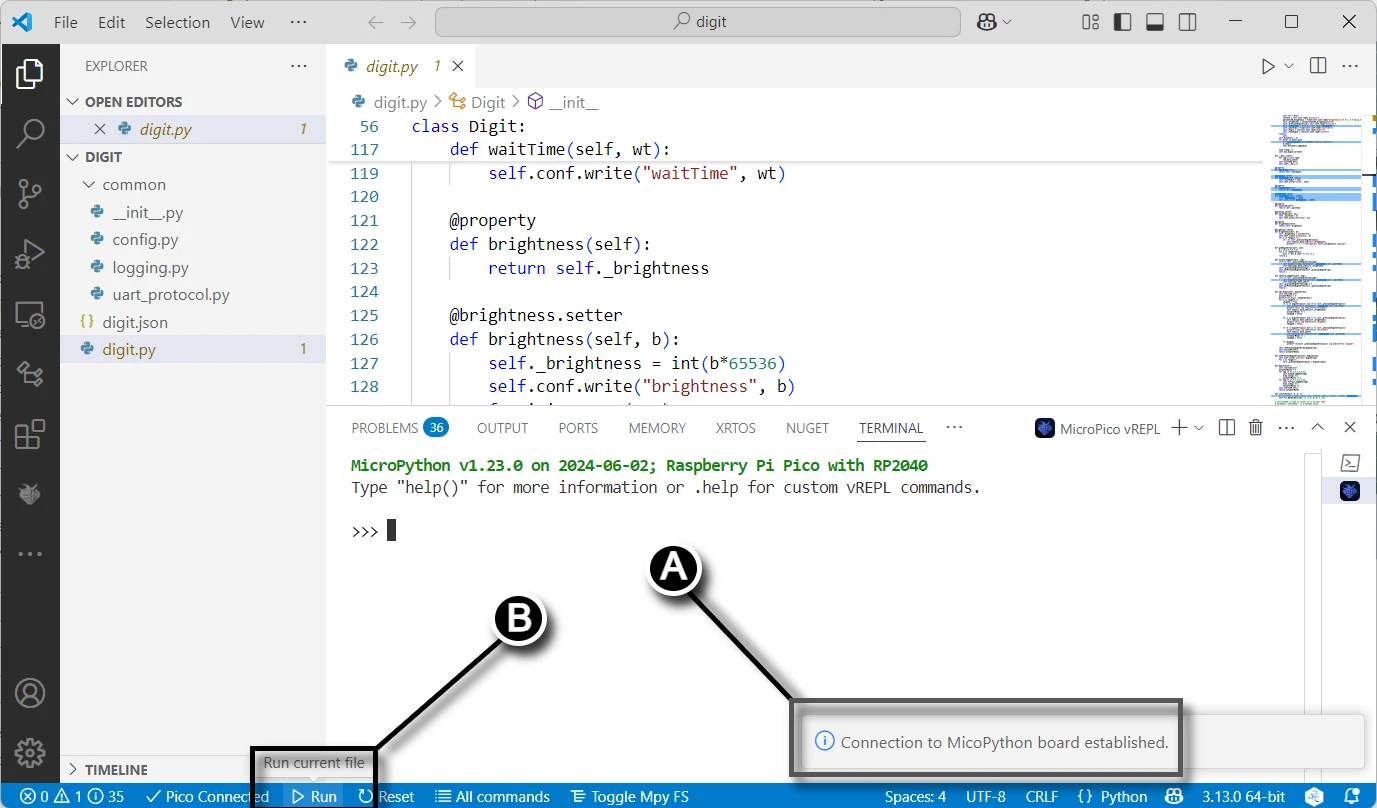 File Edit Selection View ··· digit
EXPLORER ···
OPEN EDITORS
digit.py 1
DIGIT
common
__init__.py
config.py
logging.py
uart_protocol.py
digit.json
digit.py 1
TIMELINE
digit.py 1
digit.py > Digit > __init__
56 class Digit:
117 def waitTime(self, wt):
119 self.conf.write("waitTime", wt)
120
121 @property
122 def brightness(self):
123 return self._brightness
124
125 @brightness.setter
126 def brightness(self, b):
127 self._brightness = int(b*65536)
128 self.conf.write("brightness", b)
PROBLEMS 36 OUTPUT PORTS MEMORY XRTOS NUGET TERMINAL ··· MicroPico vREPL
MicroPython v1.23.0 on 2024-06-02; Raspberry Pi Pico with RP2040
Type "help()" for more information or .help for custom vREPL commands.
>>>
A
B
Connection to MicoPython board established.
Run current file
0 1 35 Pico Connected Run Reset All commands Toggle Mpy FS Spaces: 4 UTF-8 CRLF {} Python 3.13.0 64-bit